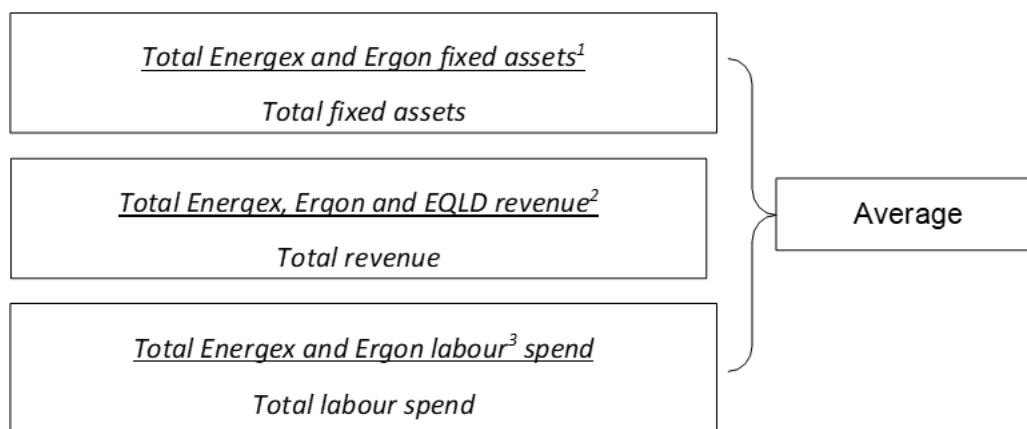 Total Energex and Ergon fixed assets¹
Total fixed assets
Total Energex, Ergon and EQLD revenue²
Total revenue
Average
Total Energex and Ergon labour³ spend
Total labour spend